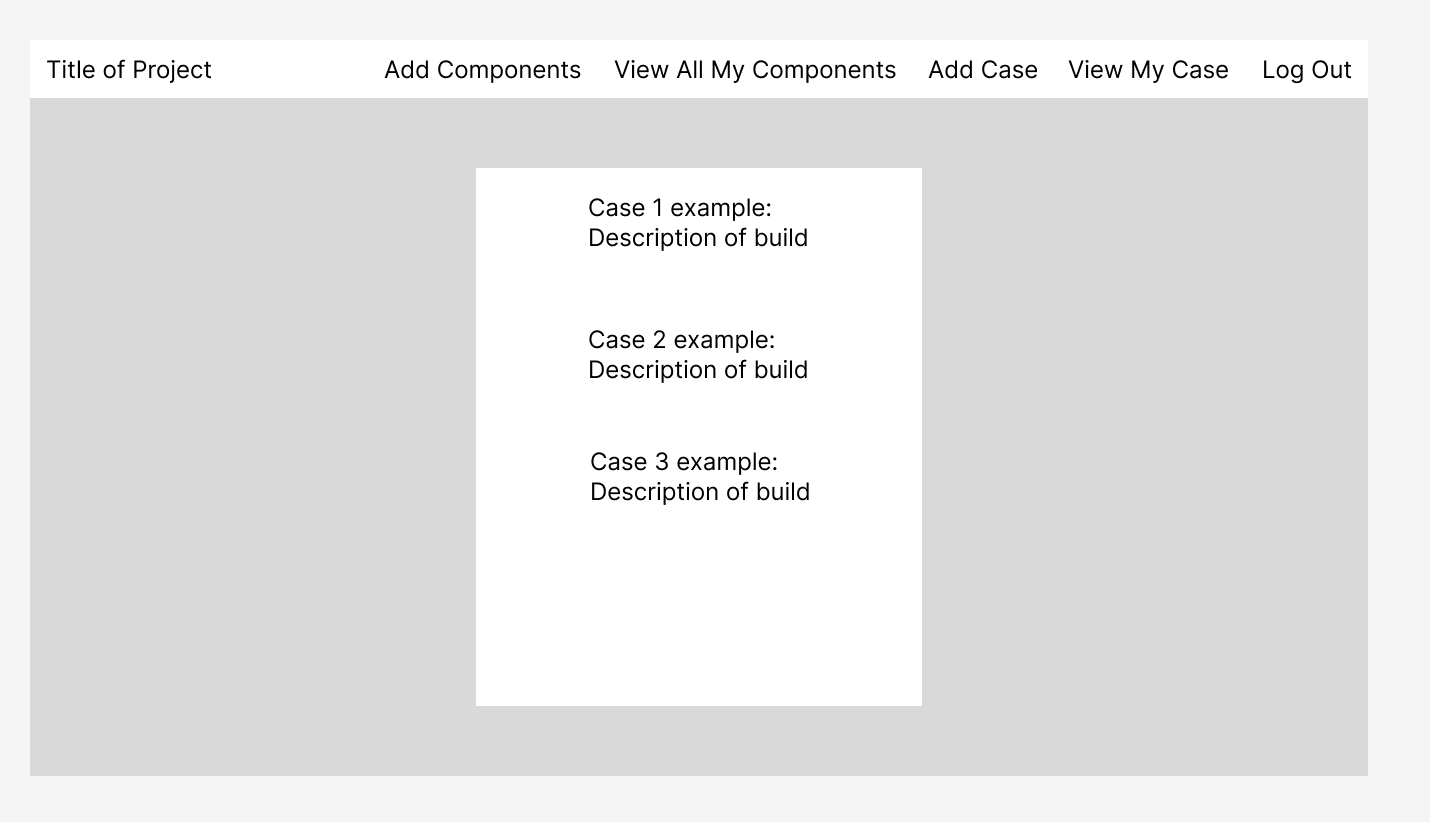 Title of Project Add Components View All My Components Add Case View My Case Log Out
Case 1 example:
Description of build
Case 2 example:
Description of build
Case 3 example:
Description of build